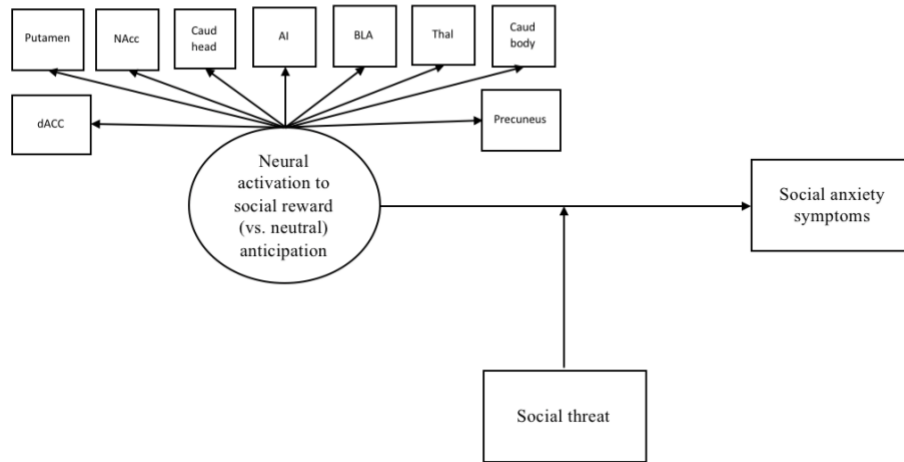 Putamen
NAcc
Caud
head
AI
BLA
Thal
Caud
body
dACC
Precuneus
Neural
activation to
social reward
(vs. neutral)
anticipation
Social anxiety
symptoms
Social threat